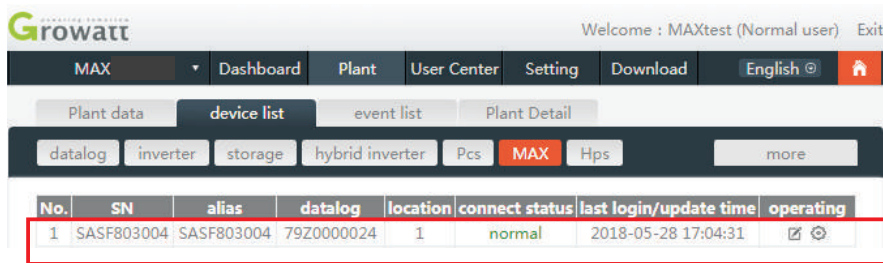 Growatt
Welcome : MAXtest (Normal user) Exit
MAX Dashboard Plant User Center Setting Download English
Plant data device list event list Plant Detail
datalog inverter storage hybrid inverter Pcs MAX Hps more
No. SN alias datalog location connect status last login/update time operating
1 SASF803004 SASF803004 79Z0000024 1 normal 2018-05-28 17:04:31